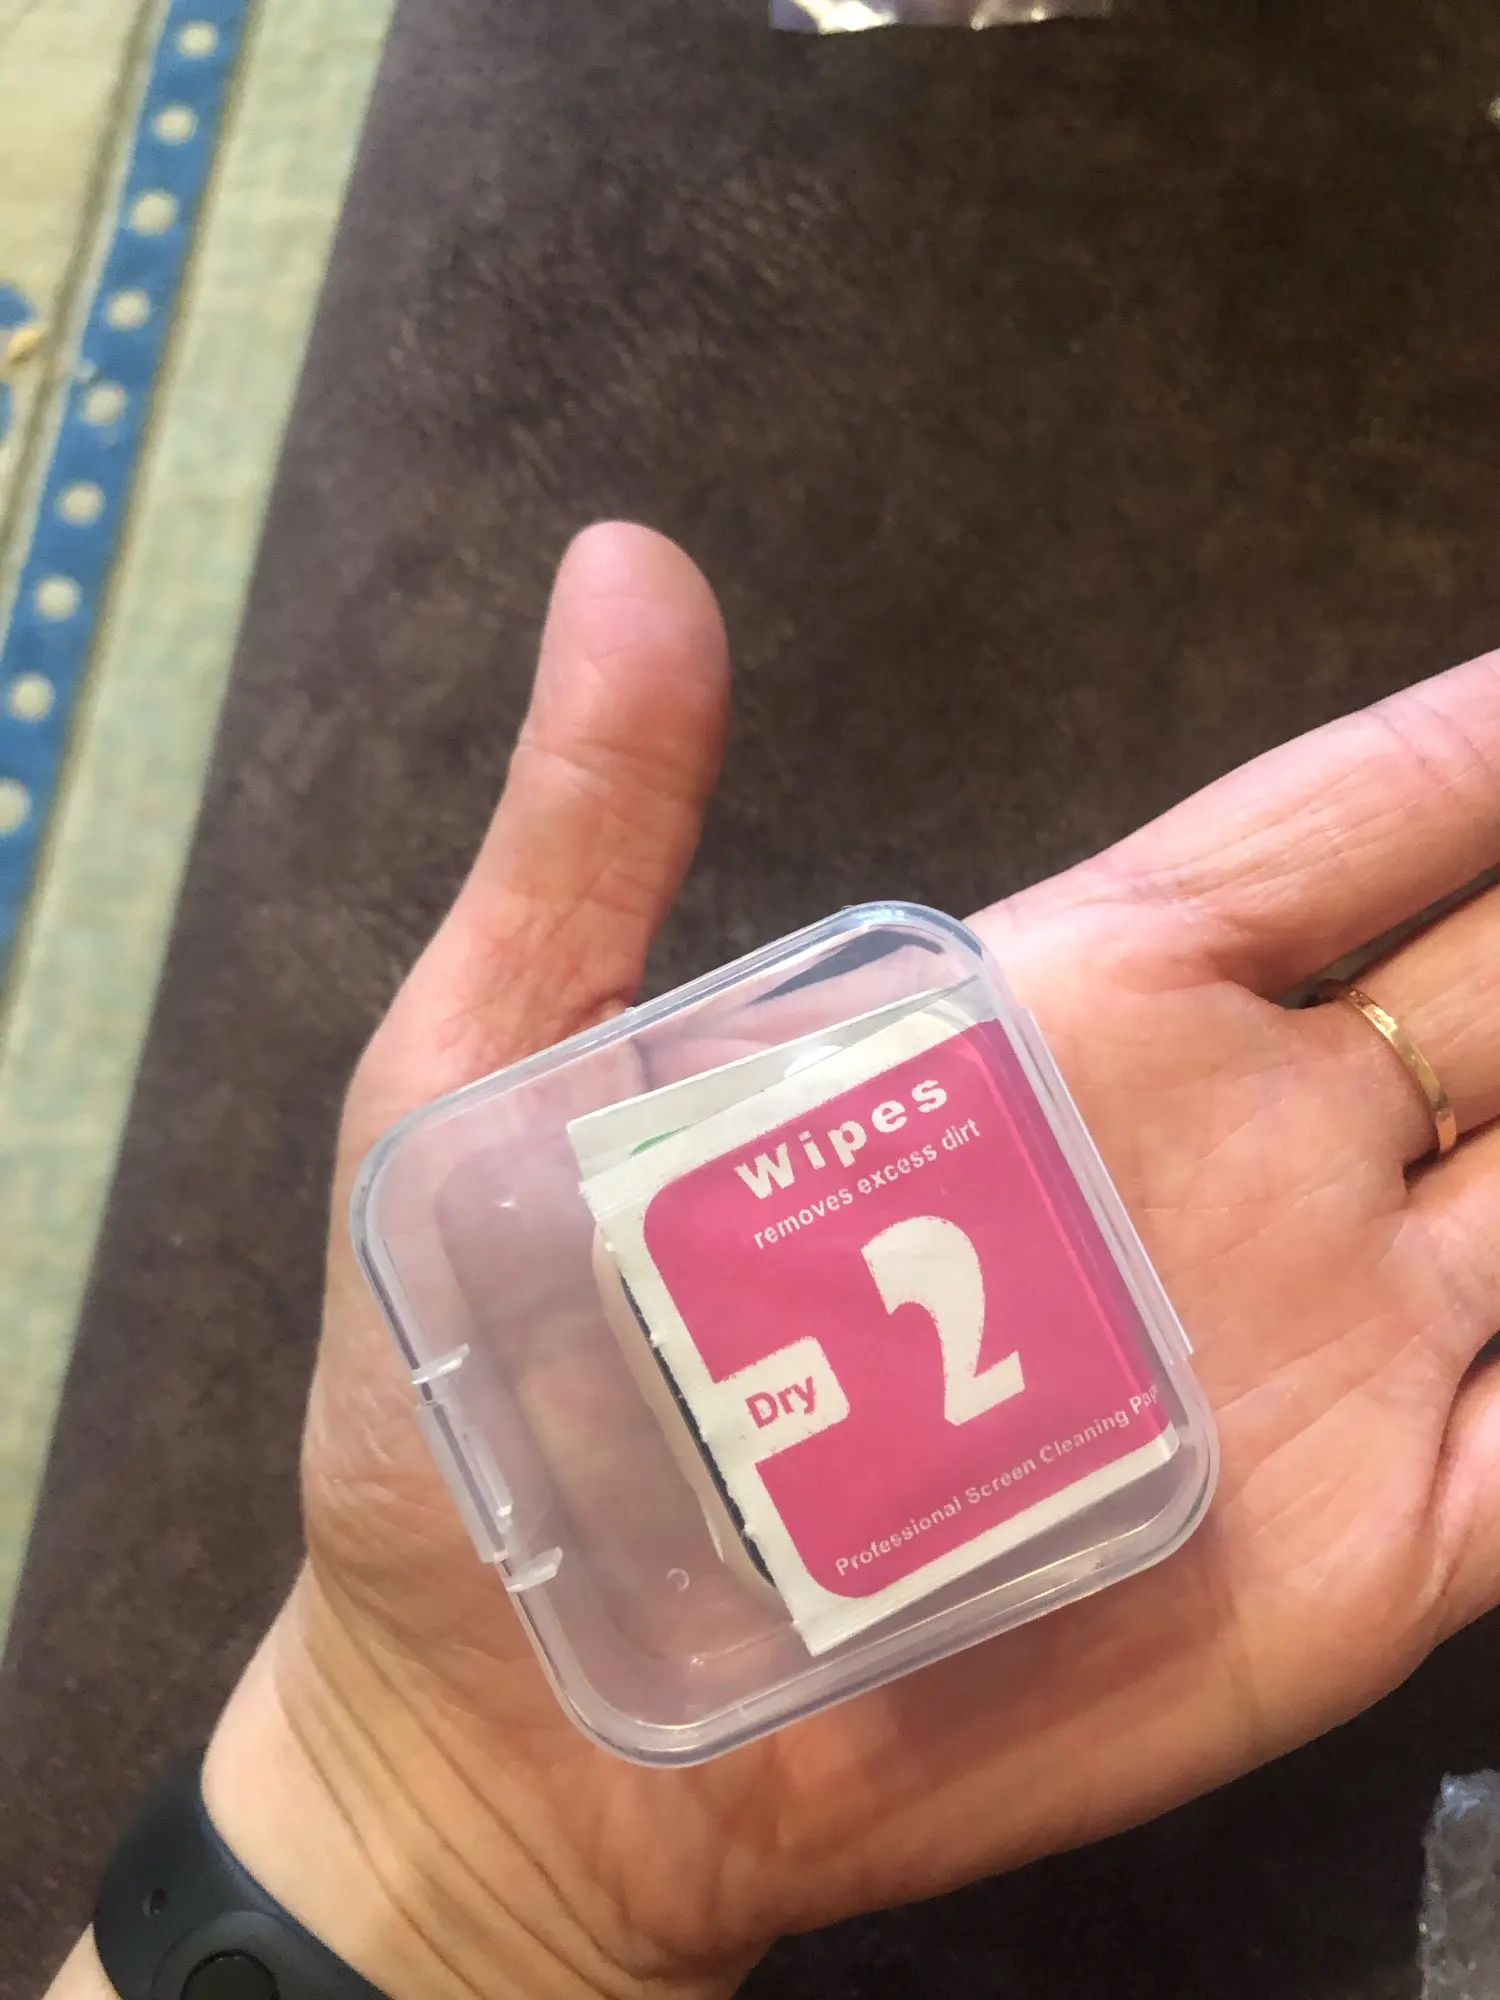 Wipes
removes excess dirt
2
Dry
Professional Screen Cleaning